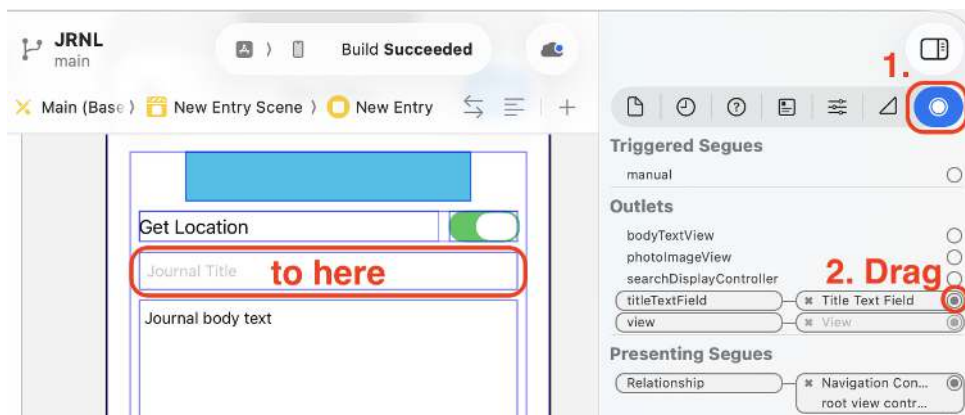 JRNL
main
Build Succeeded
1.
Main (Base) New Entry Scene New Entry
Triggered Segues
manual
Outlets
bodyTextView
photoImageView
searchDisplayController
2. Drag
titleTextField
Title Text Field
view
View
Presenting Segues
Relationship
Navigation Con...
root view contr...
Get Location
Journal Title
to here
Journal body text